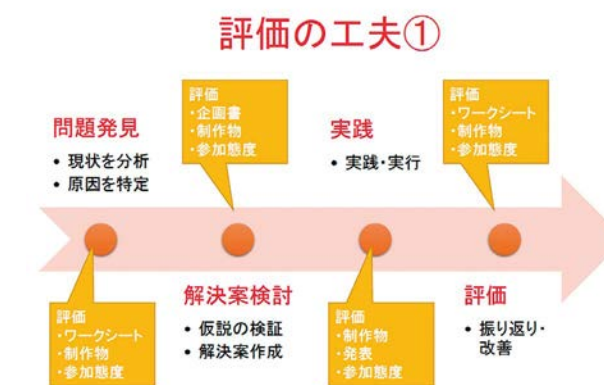 評価の工夫①
問題発見
• 現状を分析
• 原因を特定
評価
・ワークシート
・制作物
・参加態度
評価
・企画書
・制作物
・参加態度
解決案検討
• 仮説の検証
• 解決案作成
実践
• 実践・実行
評価
・制作物
・発表
・参加態度
評価
・ワークシート
・制作物
・参加態度
評価
• 振り返り・
改善